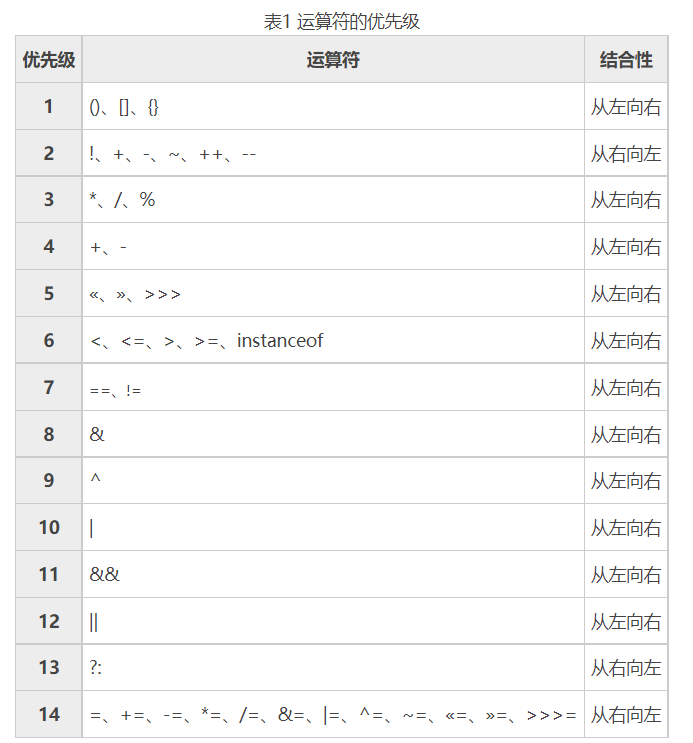 表1 运算符的优先级
优先级 运算符 结合性
1 ()、[]、{} 从左向右
2 !、+、-、~、++、-- 从右向左
3 *、/、% 从左向右
4 +、- 从左向右
5 «、»、>>> 从左向右
6 <、<=、>、>=、instanceof 从左向右
7 ==、!= 从左向右
8 & 从左向右
9 ^ 从左向右
10 | 从左向右
11 && 从左向右
12 || 从左向右
13 ?: 从右向左
14 =、+=、-=、*=、/=、&=、|=、^=、~=、«=、»=、>>>= 从右向左